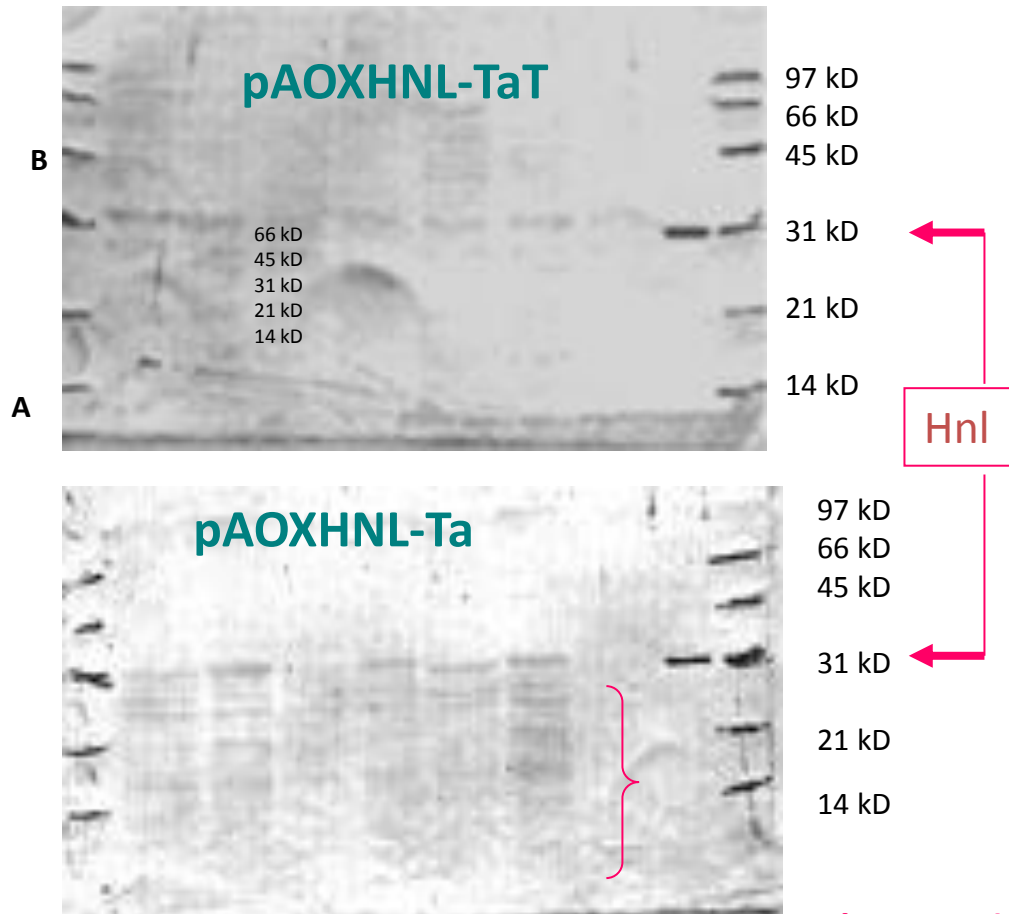 pAOXHNL-TaT
B
97 kD
66 kD
45 kD
31 kD
21 kD
14 kD
66 kD
45 kD
31 kD
21 kD
14 kD
A
Hnl
pAOXHNL-Ta
97 kD
66 kD
45 kD
31 kD
21 kD
14 kD